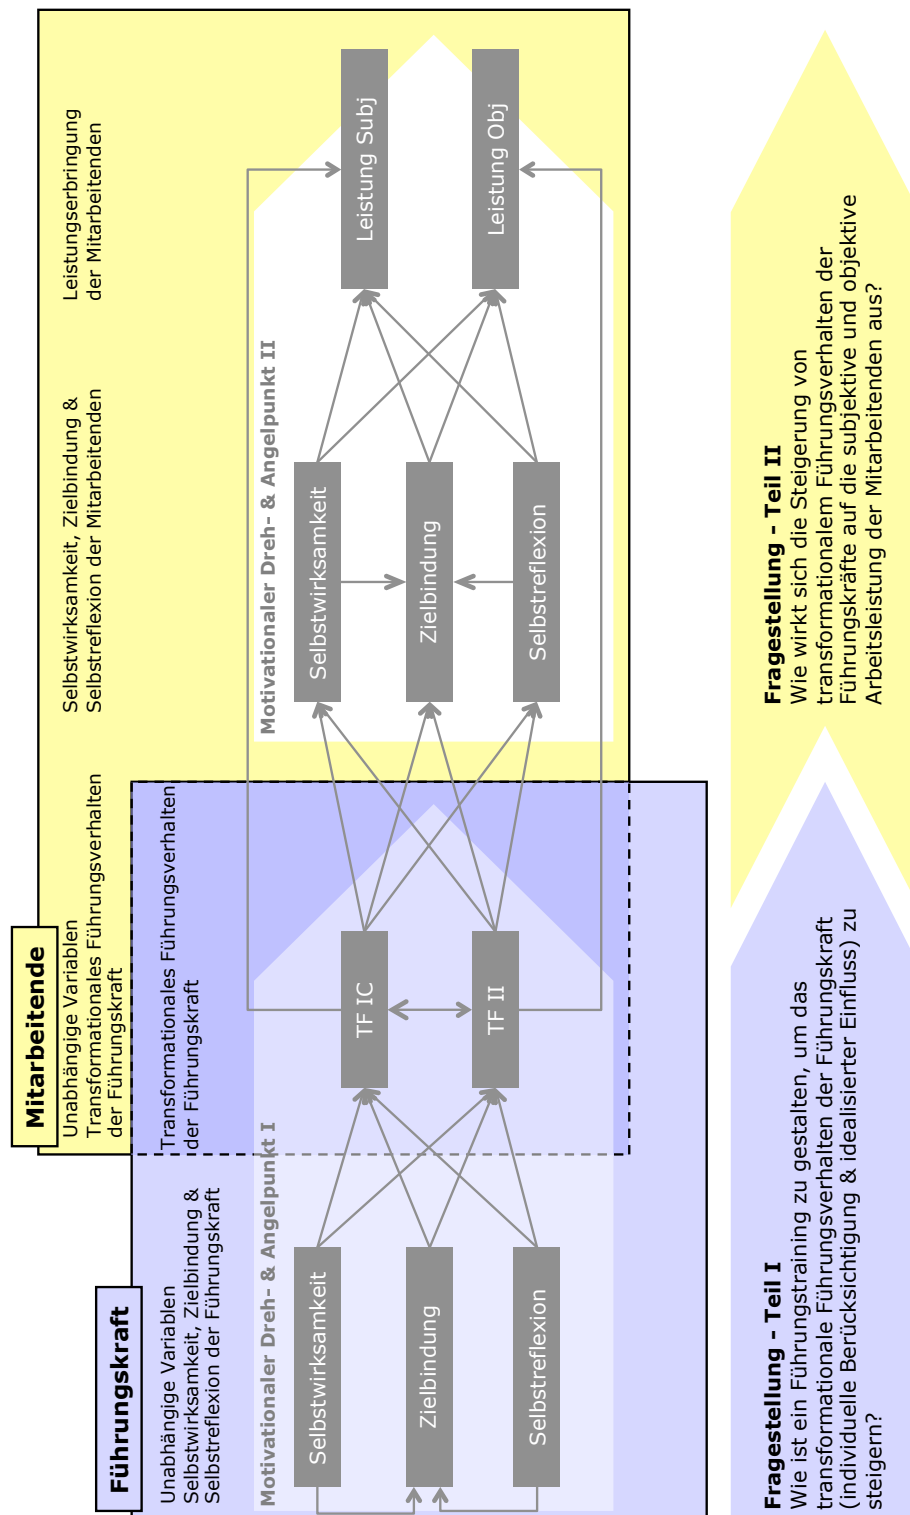 Mitarbeitende
Unabhängige Variablen
Transformationales Führungsverhalten
der Führungskraft
Selbstwirksamkeit, Zielbindung &
Selbstreflexion der Mitarbeitenden
Leistungserbringung
der Mitarbeitenden
Führungskraft
Unabhängige Variablen
Selbstwirksamkeit, Zielbindung &
Selbstreflexion der Führungskraft
Transformationales Führungsverhalten
der Führungskraft
Motivationaler Dreh- & Angelpunkt I
Motivationaler Dreh- & Angelpunkt II
Selbstwirksamkeit
Zielbindung
Selbstreflexion
TF IC
TF II
Selbstwirksamkeit
Zielbindung
Selbstreflexion
Leistung Subj
Leistung Obj
Fragestellung - Teil I
Wie ist ein Führungstraining zu gestalten, um das
transformationale Führungsverhalten der Führungskraft
(individuelle Berücksichtigung & idealisierter Einfluss) zu
steigern?
Fragestellung - Teil II
Wie wirkt sich die Steigerung von
transformationalem Führungsverhalten der
Führungskräfte auf die subjektive und objektive
Arbeitsleistung der Mitarbeitenden aus?